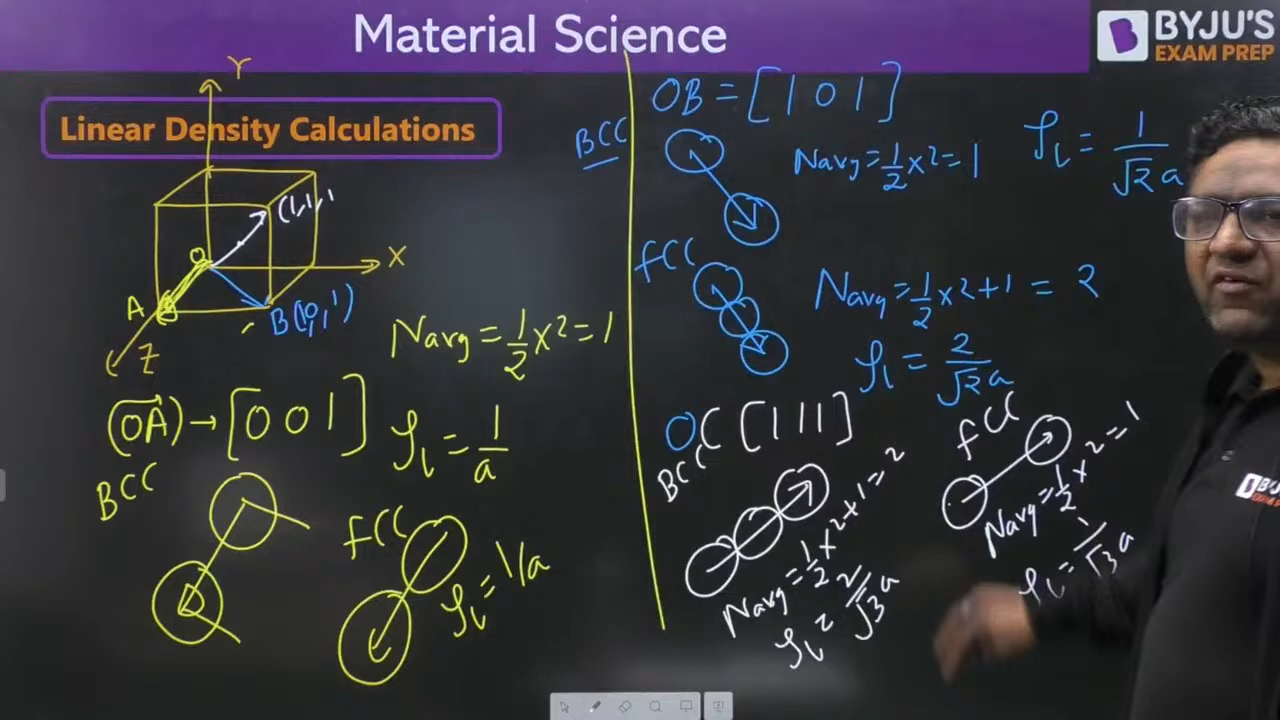 Material Science
BYJU'S
EXAM PREP
Linear Density Calculations
Y
X
Z
O
A
(1,1,1
B(1,0,1)
Navg = 1/2 x 2 = 1
(OA) → [0 0 1]
ρL = 1/a
BCC
FCC
ρL = 1/a
OB = [1 0 1]
BCC
Navg = 1/2 x 2 = 1
ρL = 1/√2 a
FCC
Navg = 1/2 x 2 + 1 = 2
ρL = 2/√2 a
OC [1 1 1]
BCC
Navg = 1/2 x 2 + 1 = 2
ρL = 2/√3 a
FCC
Navg = 1/2 x 2 = 1
ρL = 1/√3 a